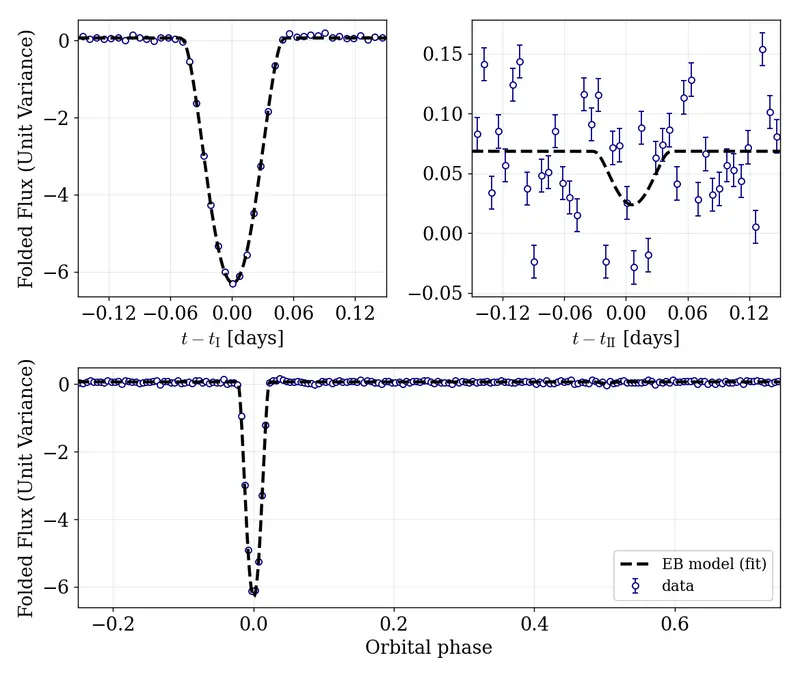 Folded Flux (Unit Variance)
0
−2
−4
−6
−0.12 −0.06 0.00 0.06 0.12
t − tI [days]
0.15
0.10
0.05
0.00
−0.05
−0.12 −0.06 0.00 0.06 0.12
t − tII [days]
Folded Flux (Unit Variance)
0
−2
−4
−6
EB model (fit)
data
−0.2 0.0 0.2 0.4 0.6
Orbital phase